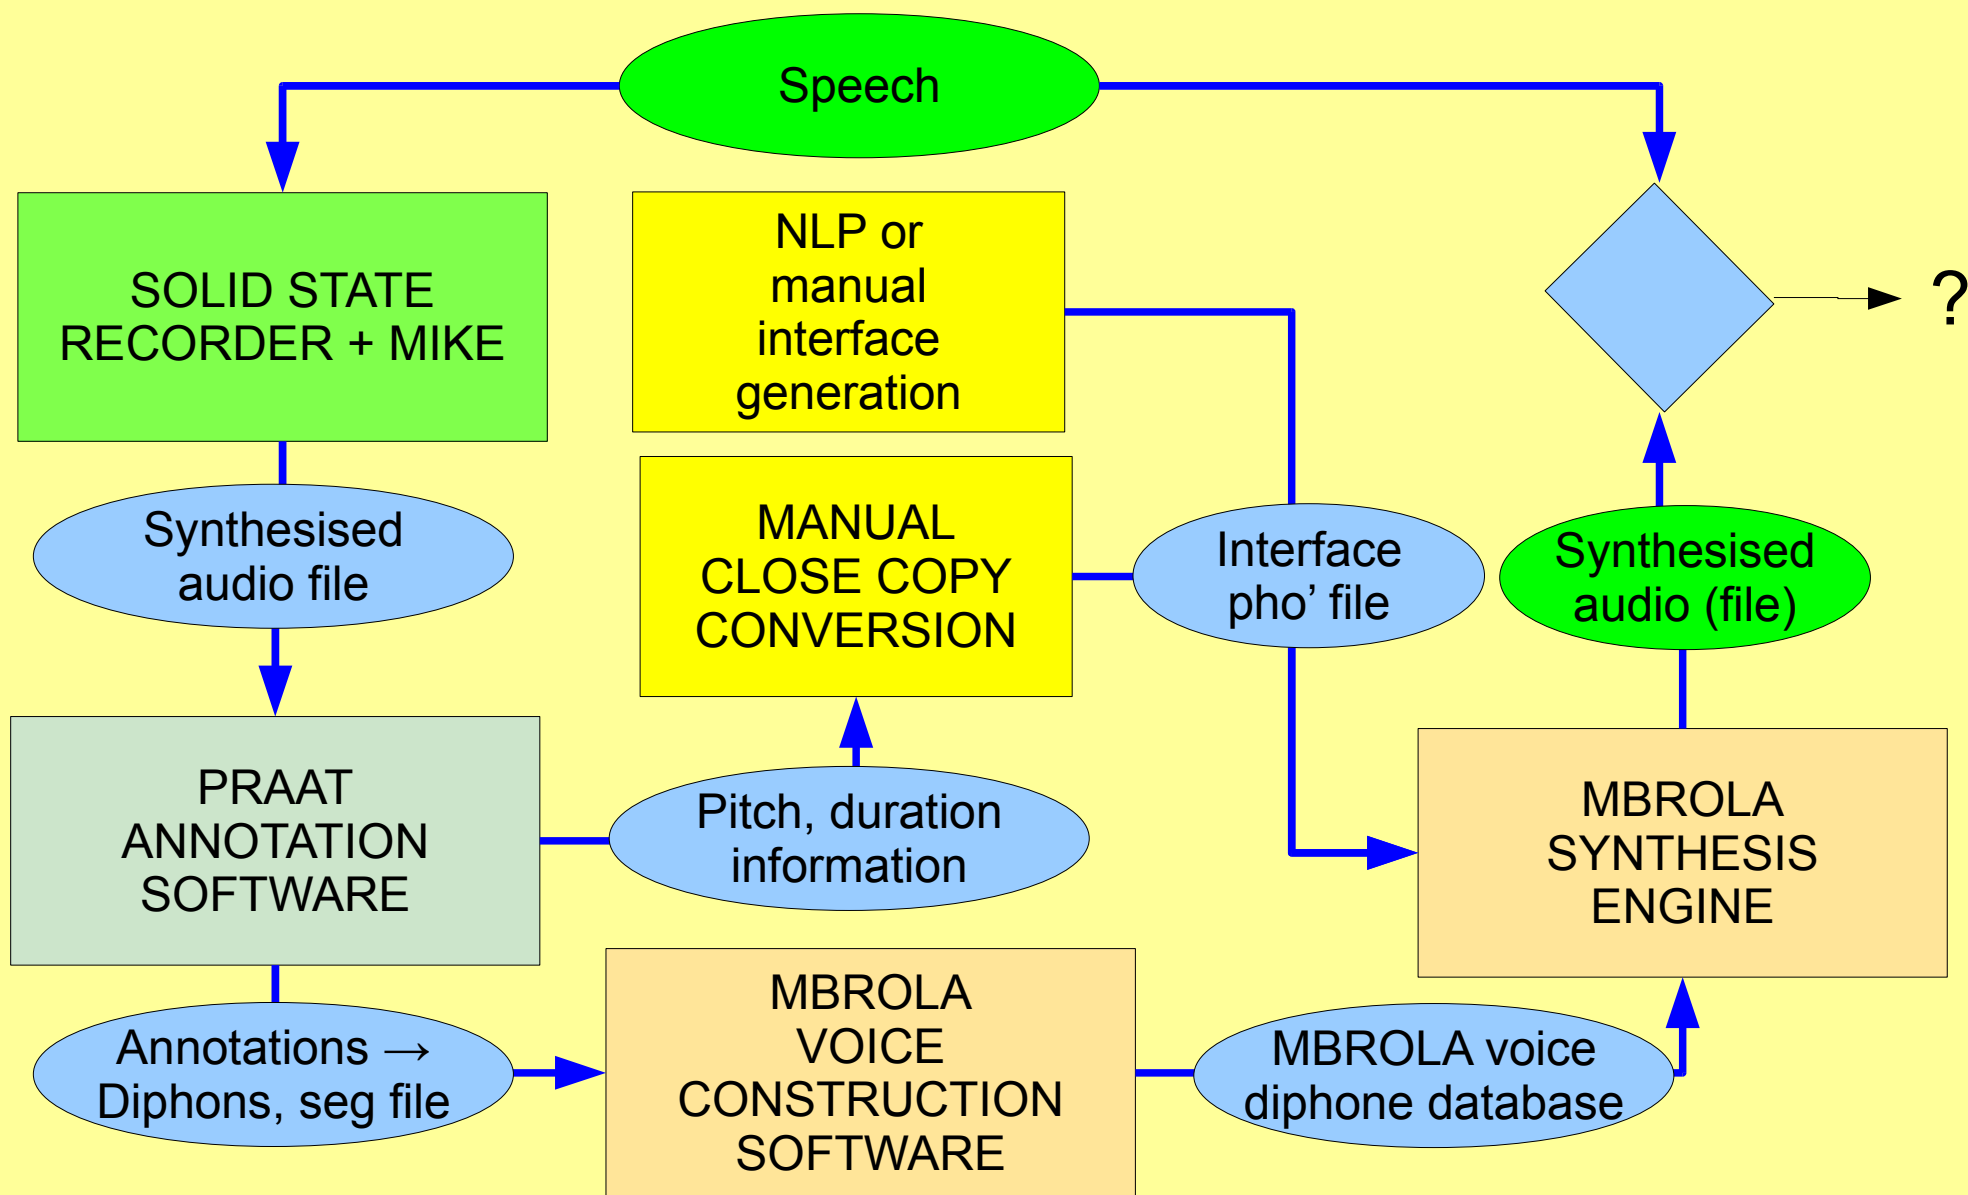 Speech
SOLID STATE
RECORDER + MIKE
NLP or
manual
interface
generation
?
Synthesised
audio file
MANUAL
CLOSE COPY
CONVERSION
Interface
pho’ file
Synthesised
audio (file)
PRAAT
ANNOTATION
SOFTWARE
Pitch, duration
information
MBROLA
SYNTHESIS
ENGINE
Annotations →
Diphons, seg file
MBROLA
VOICE
CONSTRUCTION
SOFTWARE
MBROLA voice
diphone database